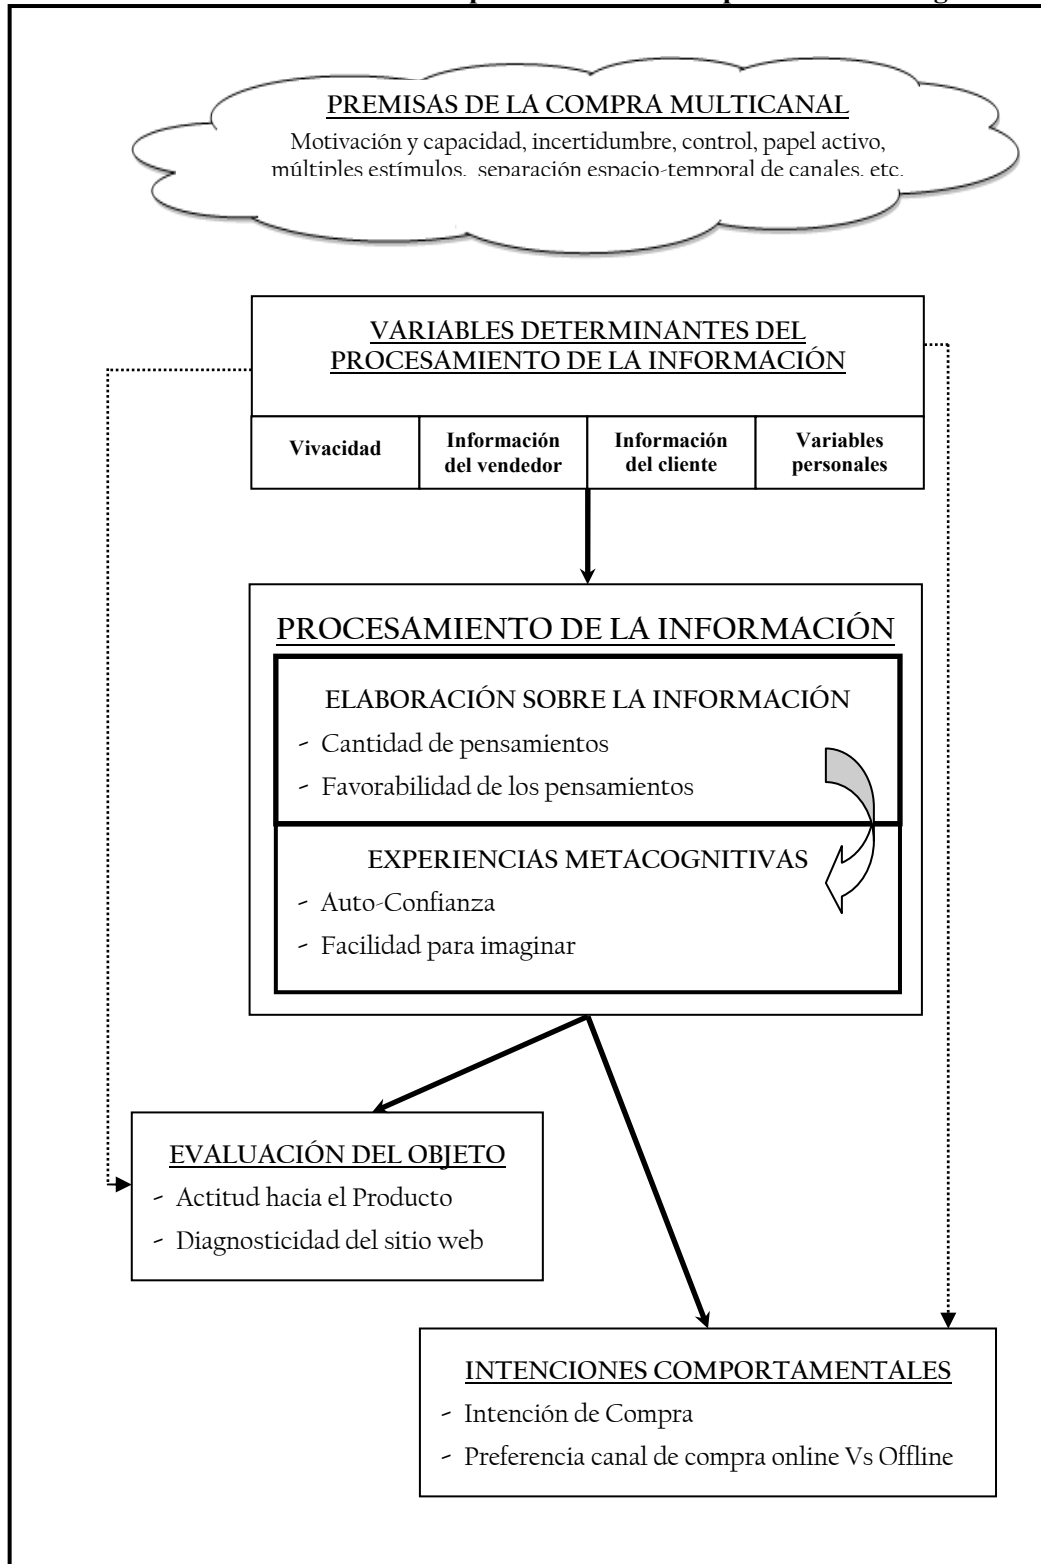 PREMISAS DE LA COMPRA MULTICANAL
Motivación y capacidad, incertidumbre, control, papel activo,
múltiples estímulos, separación espacio-temporal de canales, etc.
VARIABLES DETERMINANTES DEL
PROCESAMIENTO DE LA INFORMACIÓN
Vivacidad
Información
del vendedor
Información
del cliente
Variables
personales
PROCESAMIENTO DE LA INFORMACIÓN
ELABORACIÓN SOBRE LA INFORMACIÓN
- Cantidad de pensamientos
- Favorabilidad de los pensamientos
EXPERIENCIAS METACOGNITIVAS
- Auto-Confianza
- Facilidad para imaginar
EVALUACIÓN DEL OBJETO
- Actitud hacia el Producto
- Diagnosticidad del sitio web
INTENCIONES COMPORTAMENTALES
- Intención de Compra
- Preferencia canal de compra online Vs Offline